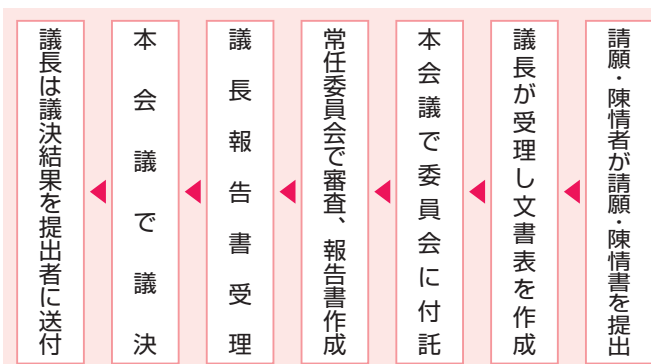 請願・陳情者が請願・陳情書を提出
議長が受理し文書表を作成
本会議で委員会に付託
常任委員会で審査、報告書作成
議長報告書受理
本会議で議決
議長は議決結果を提出者に送付